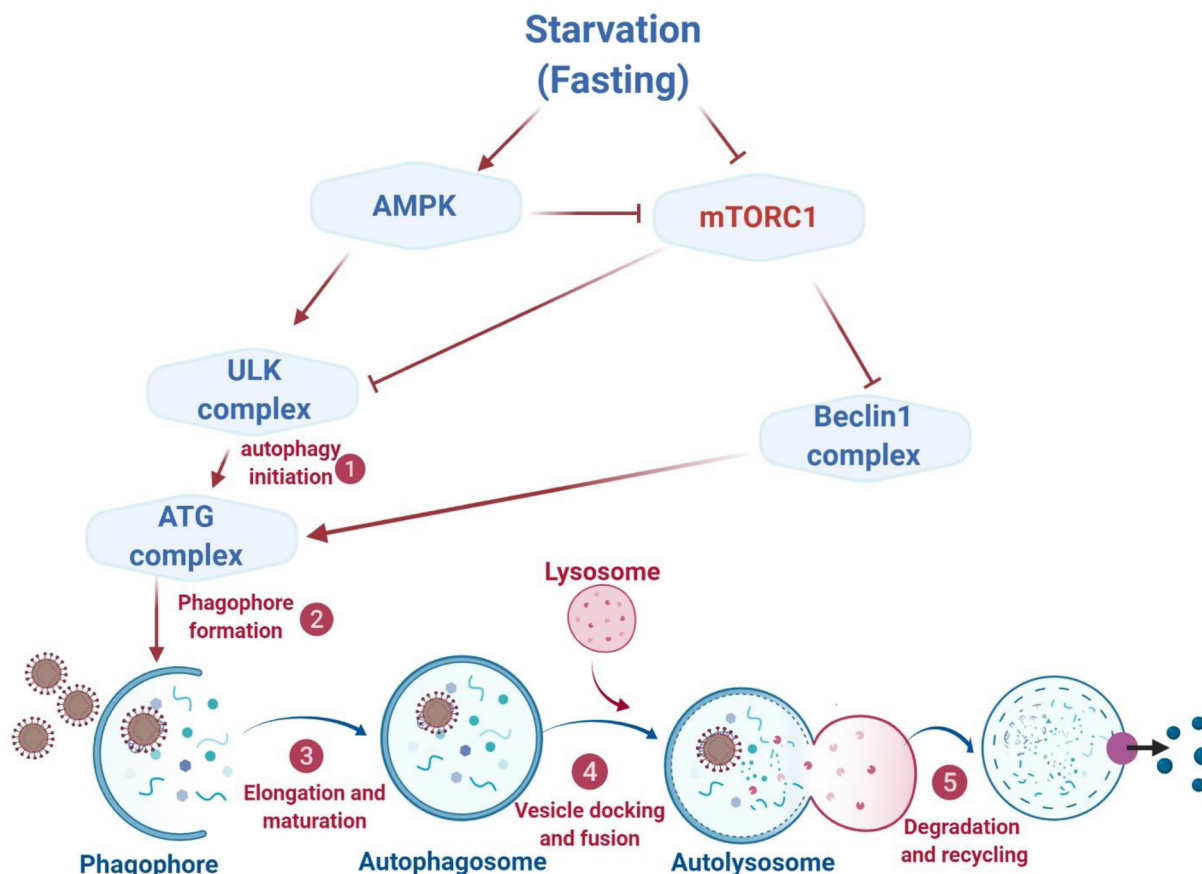 Starvation
(Fasting)
AMPK
mTORC1
ULK
complex
Beclin1
complex
autophagy
initiation
1
ATG
complex
Phagophore
formation
2
Lysosome
3
Elongation and
maturation
4
Vesicle docking
and fusion
5
Degradation
and recycling
Phagophore
Autophagosome
Autolysosome